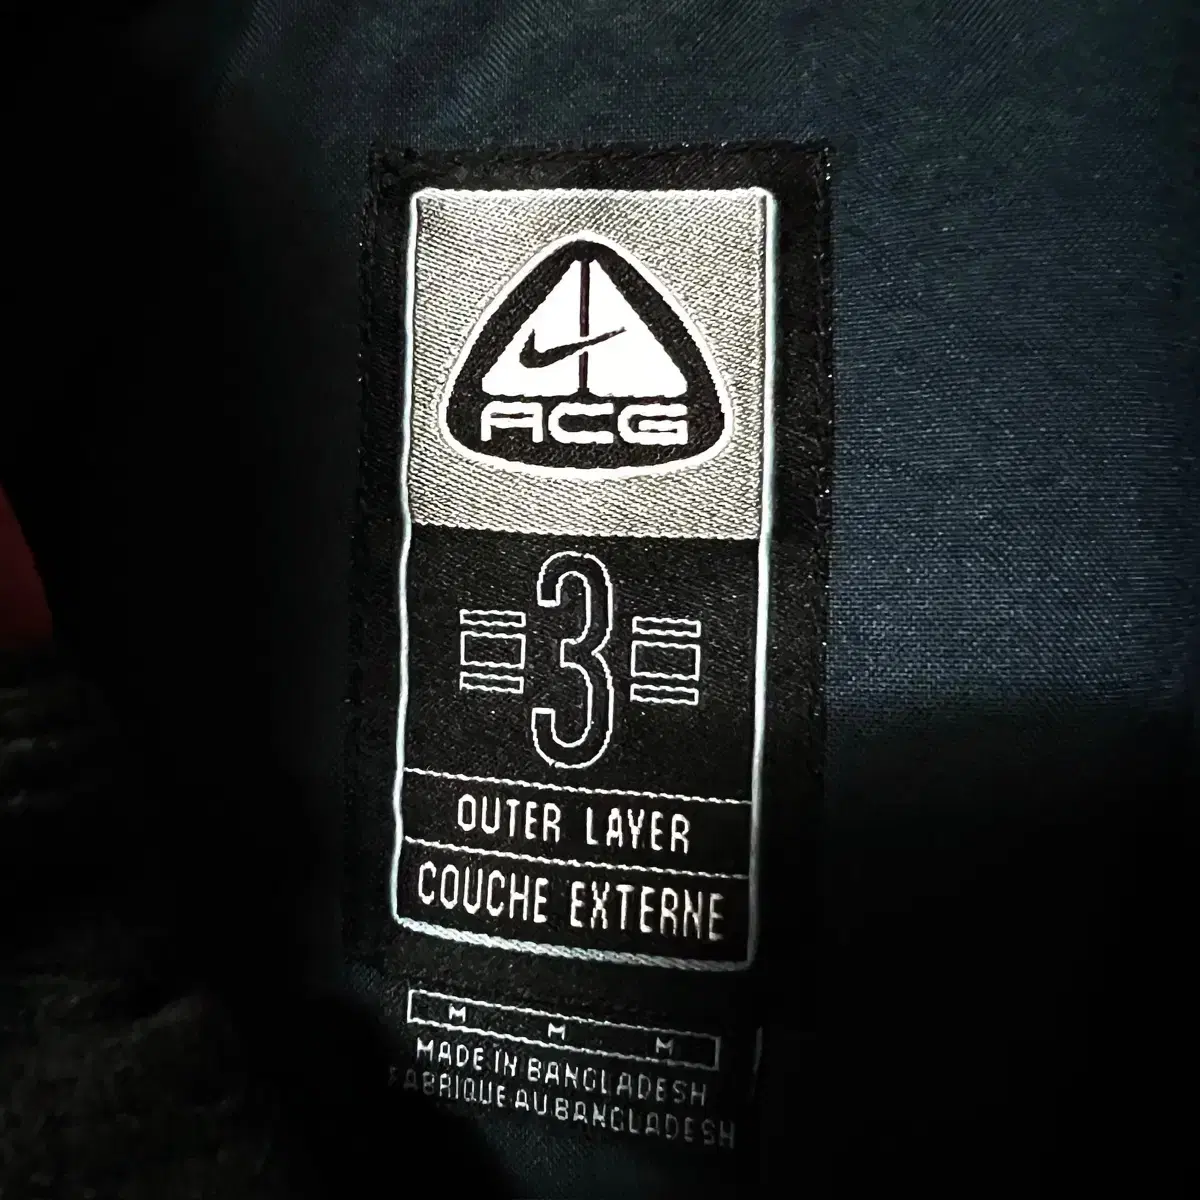 ACG
3
OUTER LAYER
COUCHE EXTERNE
M M M
MADE IN BANGLADESH
FABRIQUE AU BANGLADESH